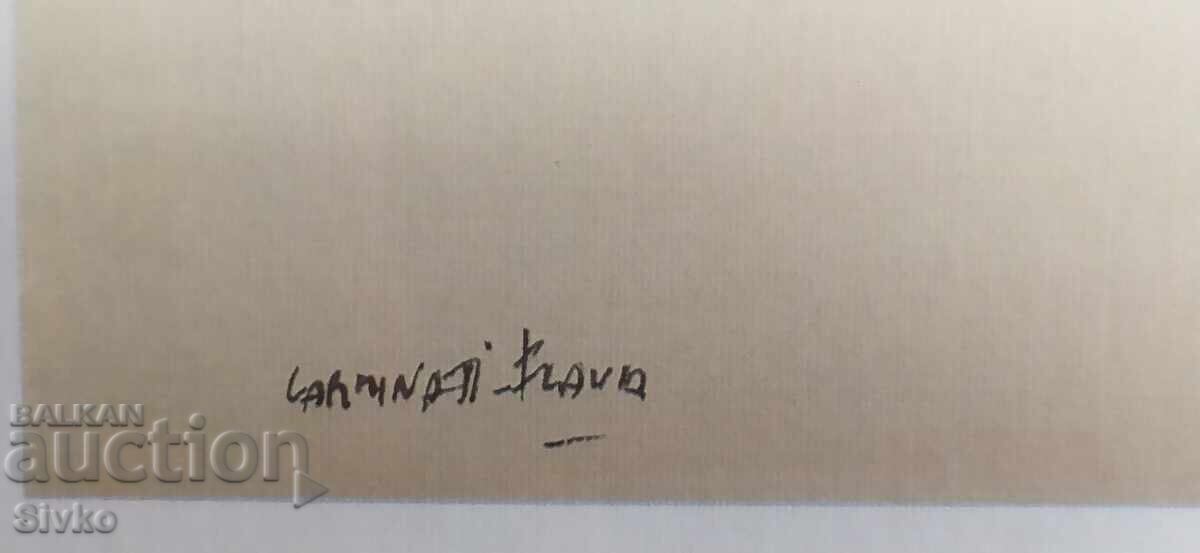 CARMINATI FLAVIA
BALKAN
auction
Sivko